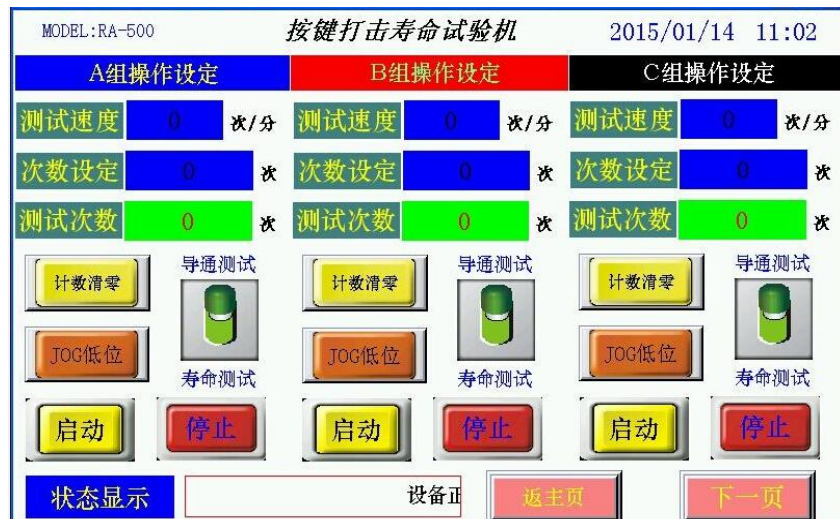 MODEL:RA-500 按键打击寿命试验机 2015/01/14 11:02
A组操作设定 B组操作设定 C组操作设定
测试速度 0 次/分 测试速度 0 次/分 测试速度 0 次/分
次数设定 0 次 次数设定 0 次 次数设定 0 次
测试次数 0 次 测试次数 0 次 测试次数 0 次
计数清零 导通测试 计数清零 导通测试 计数清零 导通测试
JOG低位 寿命测试 JOG低位 寿命测试 JOG低位 寿命测试
启动 停止 启动 停止 启动 停止
状态显示 设备正 返主页 下一页